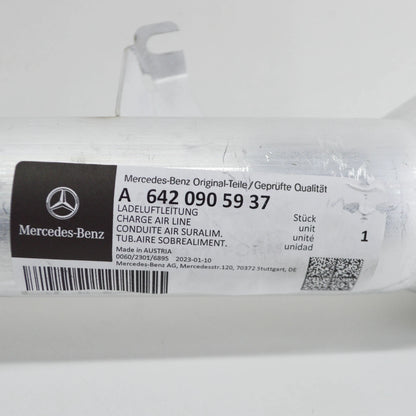 Mercedes-Benz Original-Teile/Geprüfte Qualität
A 642 090 59 37
LADELUFTLEITUNG
CHARGE AIR LINE
CONDUITE AIR SURALIM.
TUB.AIRE SOBREALIMENT.
Stück
unit
unité
unidad
1
Made in AUSTRIA
0060/2301/6895 2023-01-10
Mercedes-Benz AG, Mercedesstr.120, 70372 Stuttgart, DE
Mercedes-Benz